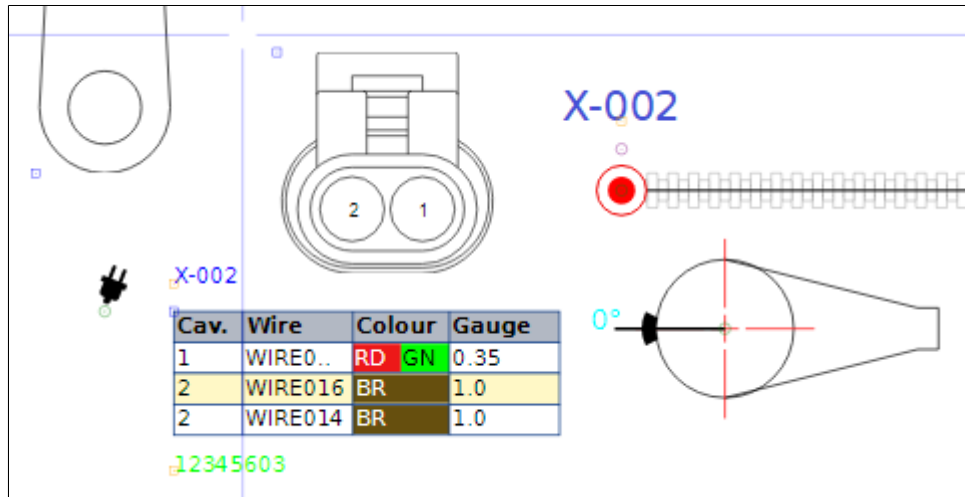 X-002
2 1
X-002
0°
Cav. Wire Colour Gauge
1 WIRE0.. RD GN 0.35
2 WIRE016 BR 1.0
2 WIRE014 BR 1.0
12345603